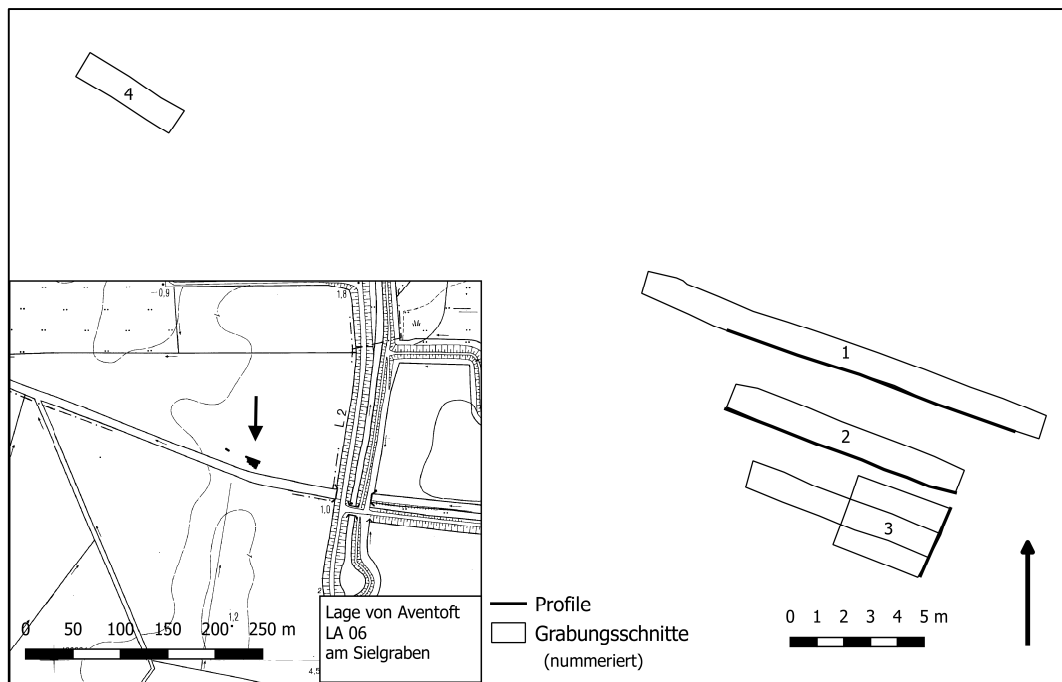 4
1
2
3
0,9
1,8
L 2
1,0
2
1,2
4,5
0 50 100 150 200 250 m
Lage von Aventoft
LA 06
am Sielgraben
Profile
Grabungsschnitte
(nummeriert)
0 1 2 3 4 5 m